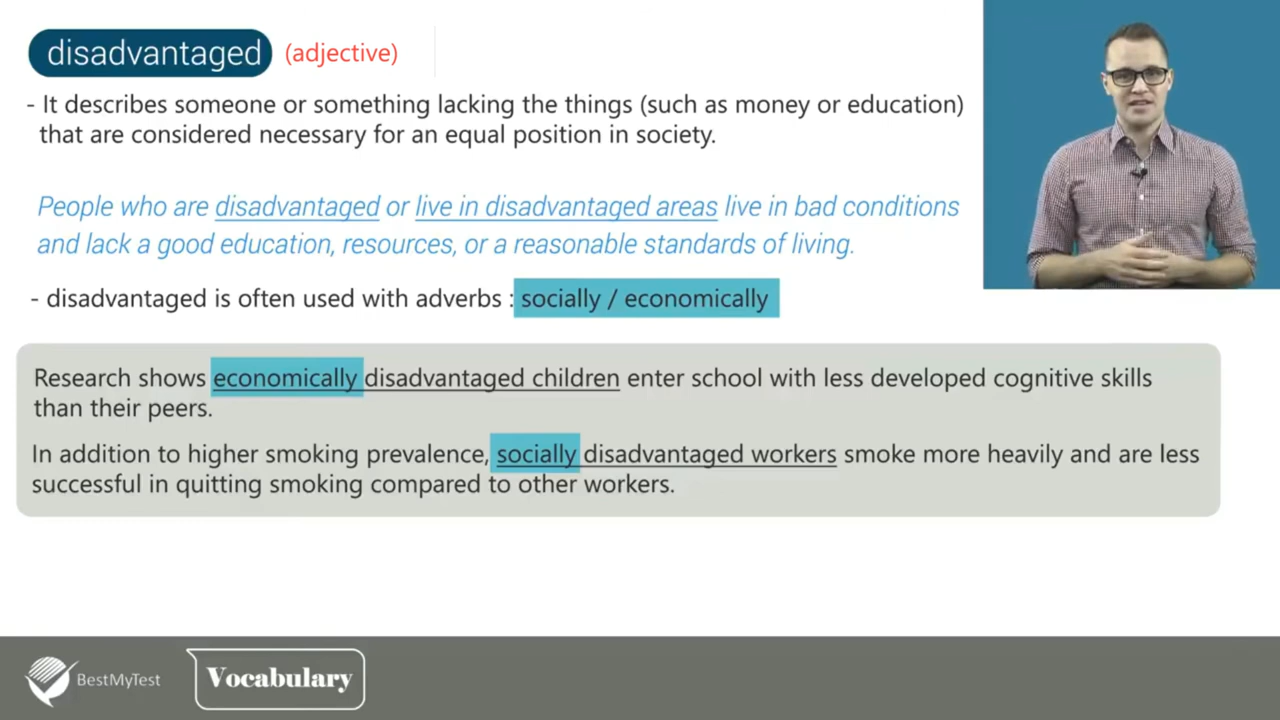 disadvantaged (adjective)
- It describes someone or something lacking the things (such as money or education)
that are considered necessary for an equal position in society.
People who are disadvantaged or live in disadvantaged areas live in bad conditions
and lack a good education, resources, or a reasonable standards of living.
- disadvantaged is often used with adverbs : socially / economically
Research shows economically disadvantaged children enter school with less developed cognitive skills
than their peers.
In addition to higher smoking prevalence, socially disadvantaged workers smoke more heavily and are less
successful in quitting smoking compared to other workers.
BestMyTest
Vocabulary